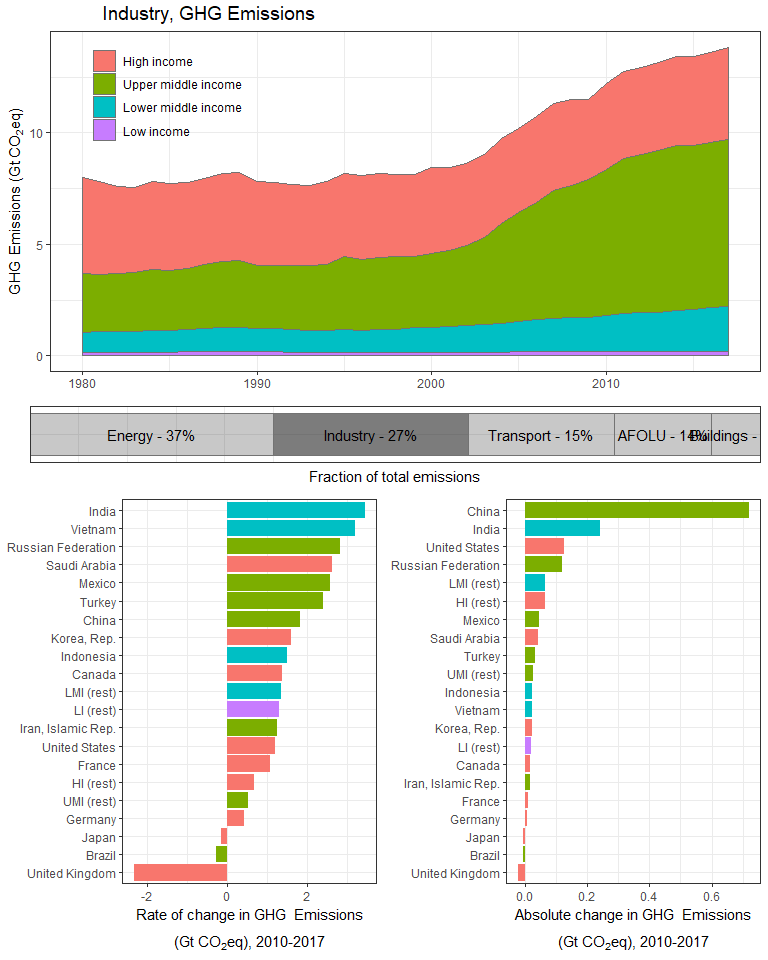 Industry, GHG Emissions
GHG Emissions (Gt CO2eq)
High income
Upper middle income
Lower middle income
Low income
10
5
0
1980 1990 2000 2010
Energy - 37% Industry - 27% Transport - 15% AFOLU - 14% Buildings -
Fraction of total emissions
India
Vietnam
Russian Federation
Saudi Arabia
Mexico
Turkey
China
Korea, Rep.
Indonesia
Canada
LMI (rest)
LI (rest)
Iran, Islamic Rep.
United States
France
HI (rest)
UMI (rest)
Germany
Japan
Brazil
United Kingdom
-2 0 2
Rate of change in GHG Emissions
(Gt CO2eq), 2010-2017
China
India
United States
Russian Federation
LMI (rest)
HI (rest)
Mexico
Saudi Arabia
Turkey
UMI (rest)
Indonesia
Vietnam
Korea, Rep.
LI (rest)
Canada
Iran, Islamic Rep.
France
Germany
Japan
Brazil
United Kingdom
0.0 0.2 0.4 0.6
Absolute change in GHG Emissions
(Gt CO2eq), 2010-2017